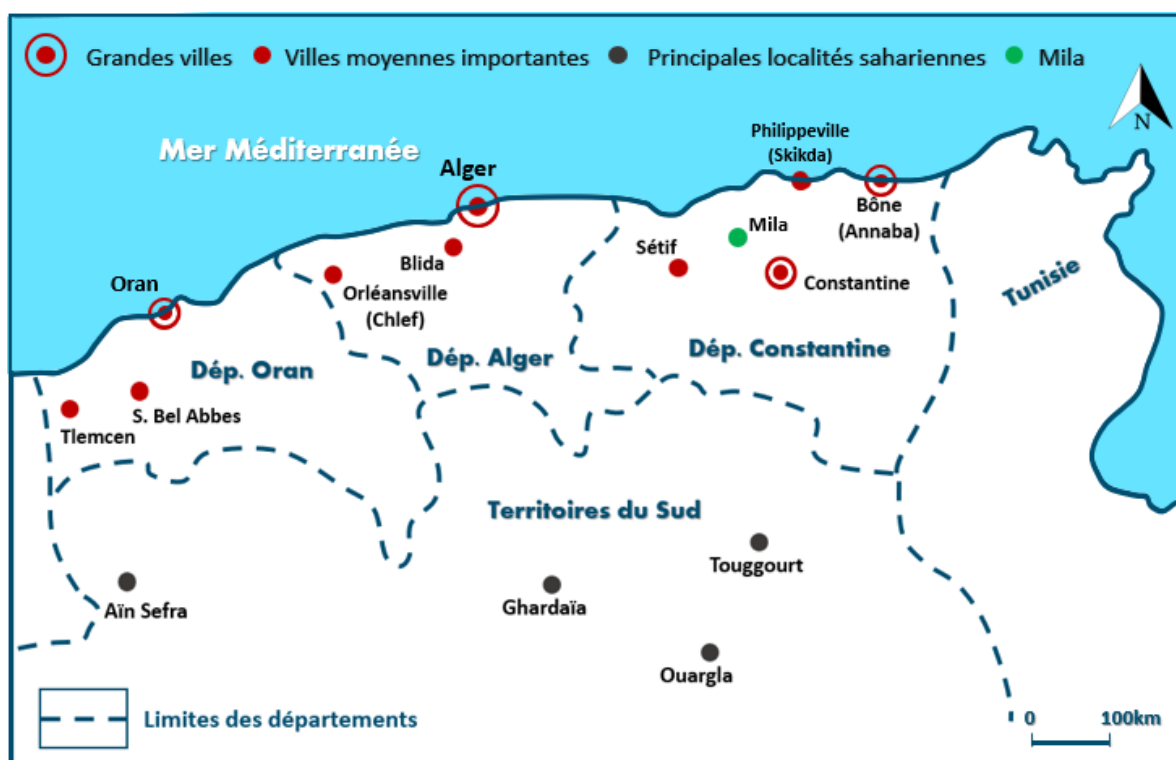 Grandes villes
Villes moyennes importantes
Principales localités sahariennes
Mila
N
Mer Méditerranée
Philippeville
(Skikda)
Alger
Bône
(Annaba)
Mila
Sétif
Blida
Constantine
Tunisie
Oran
Orléansville
(Chlef)
Dép. Alger
Dép. Constantine
Dép. Oran
S. Bel Abbes
Tlemcen
Territoires du Sud
Touggourt
Aïn Sefra
Ghardaïa
Ouargla
Limites des départements
0
100km